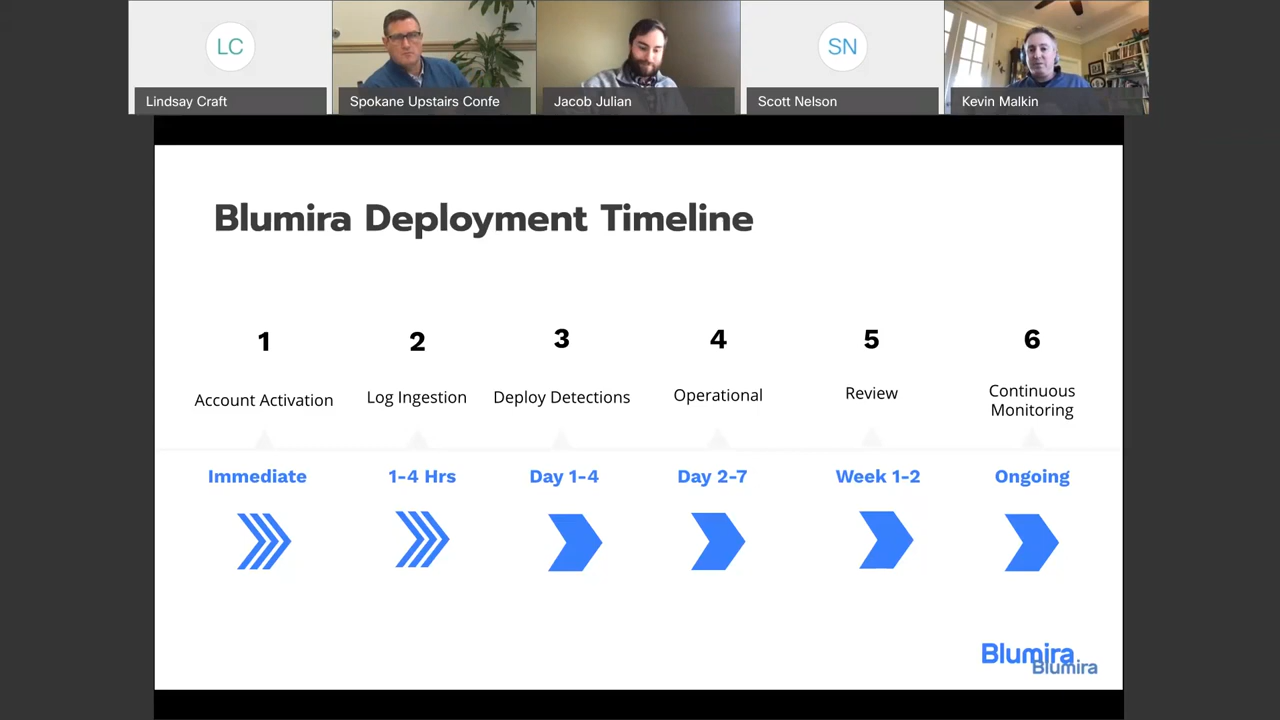 LC
SN
Lindsay Craft
Spokane Upstairs Confe
Jacob Julian
Scott Nelson
Kevin Malkin
Blumira Deployment Timeline
1
2
3
4
5
6
Account Activation
Log Ingestion
Deploy Detections
Operational
Review
Continuous
Monitoring
Immediate
1-4 Hrs
Day 1-4
Day 2-7
Week 1-2
Ongoing
Blumira
Blumira